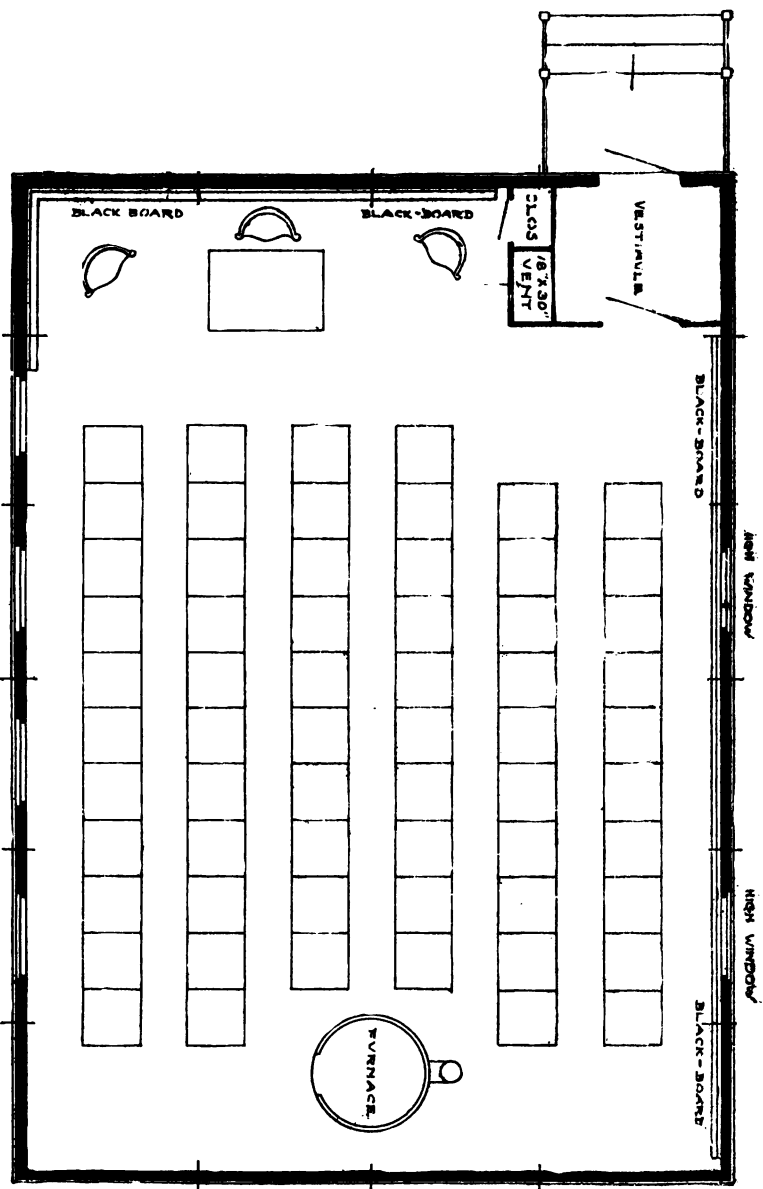 BLACK BOARD
BLACK-BOARD
CLOS
18"X30"
VENT
VESTIBULE
BLACK-BOARD
HIGH WINDOW
HIGH WINDOW
BLACK-BOARD
FURNACE